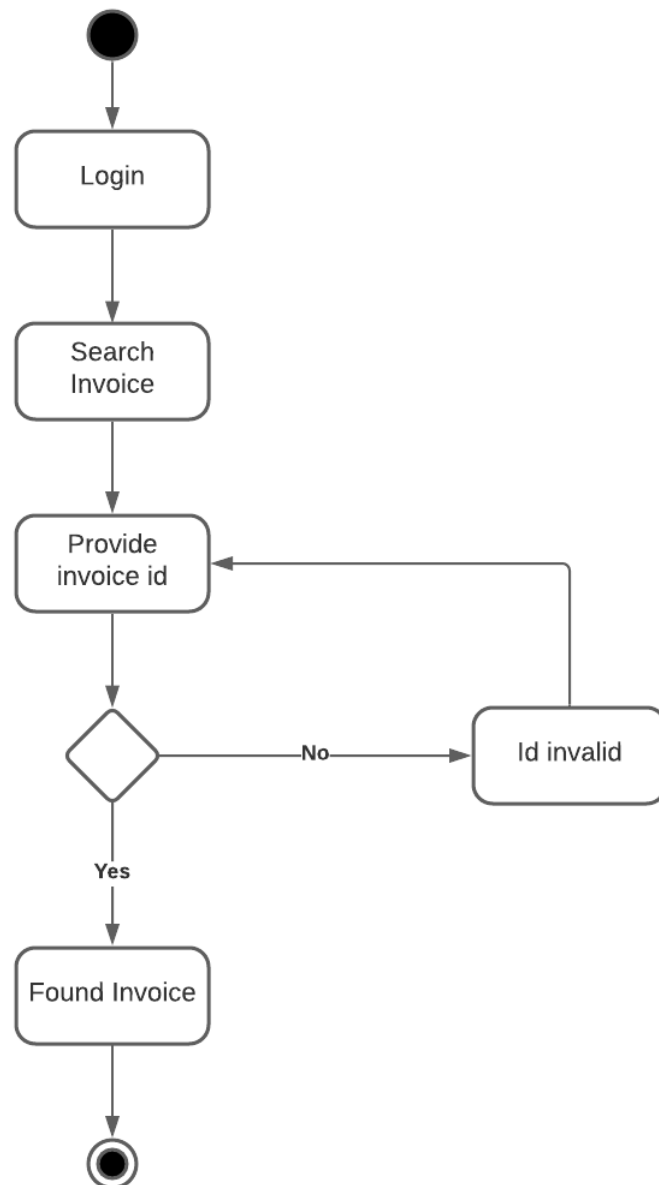 Login
Search
Invoice
Provide
invoice id
No
Id invalid
Yes
Found Invoice